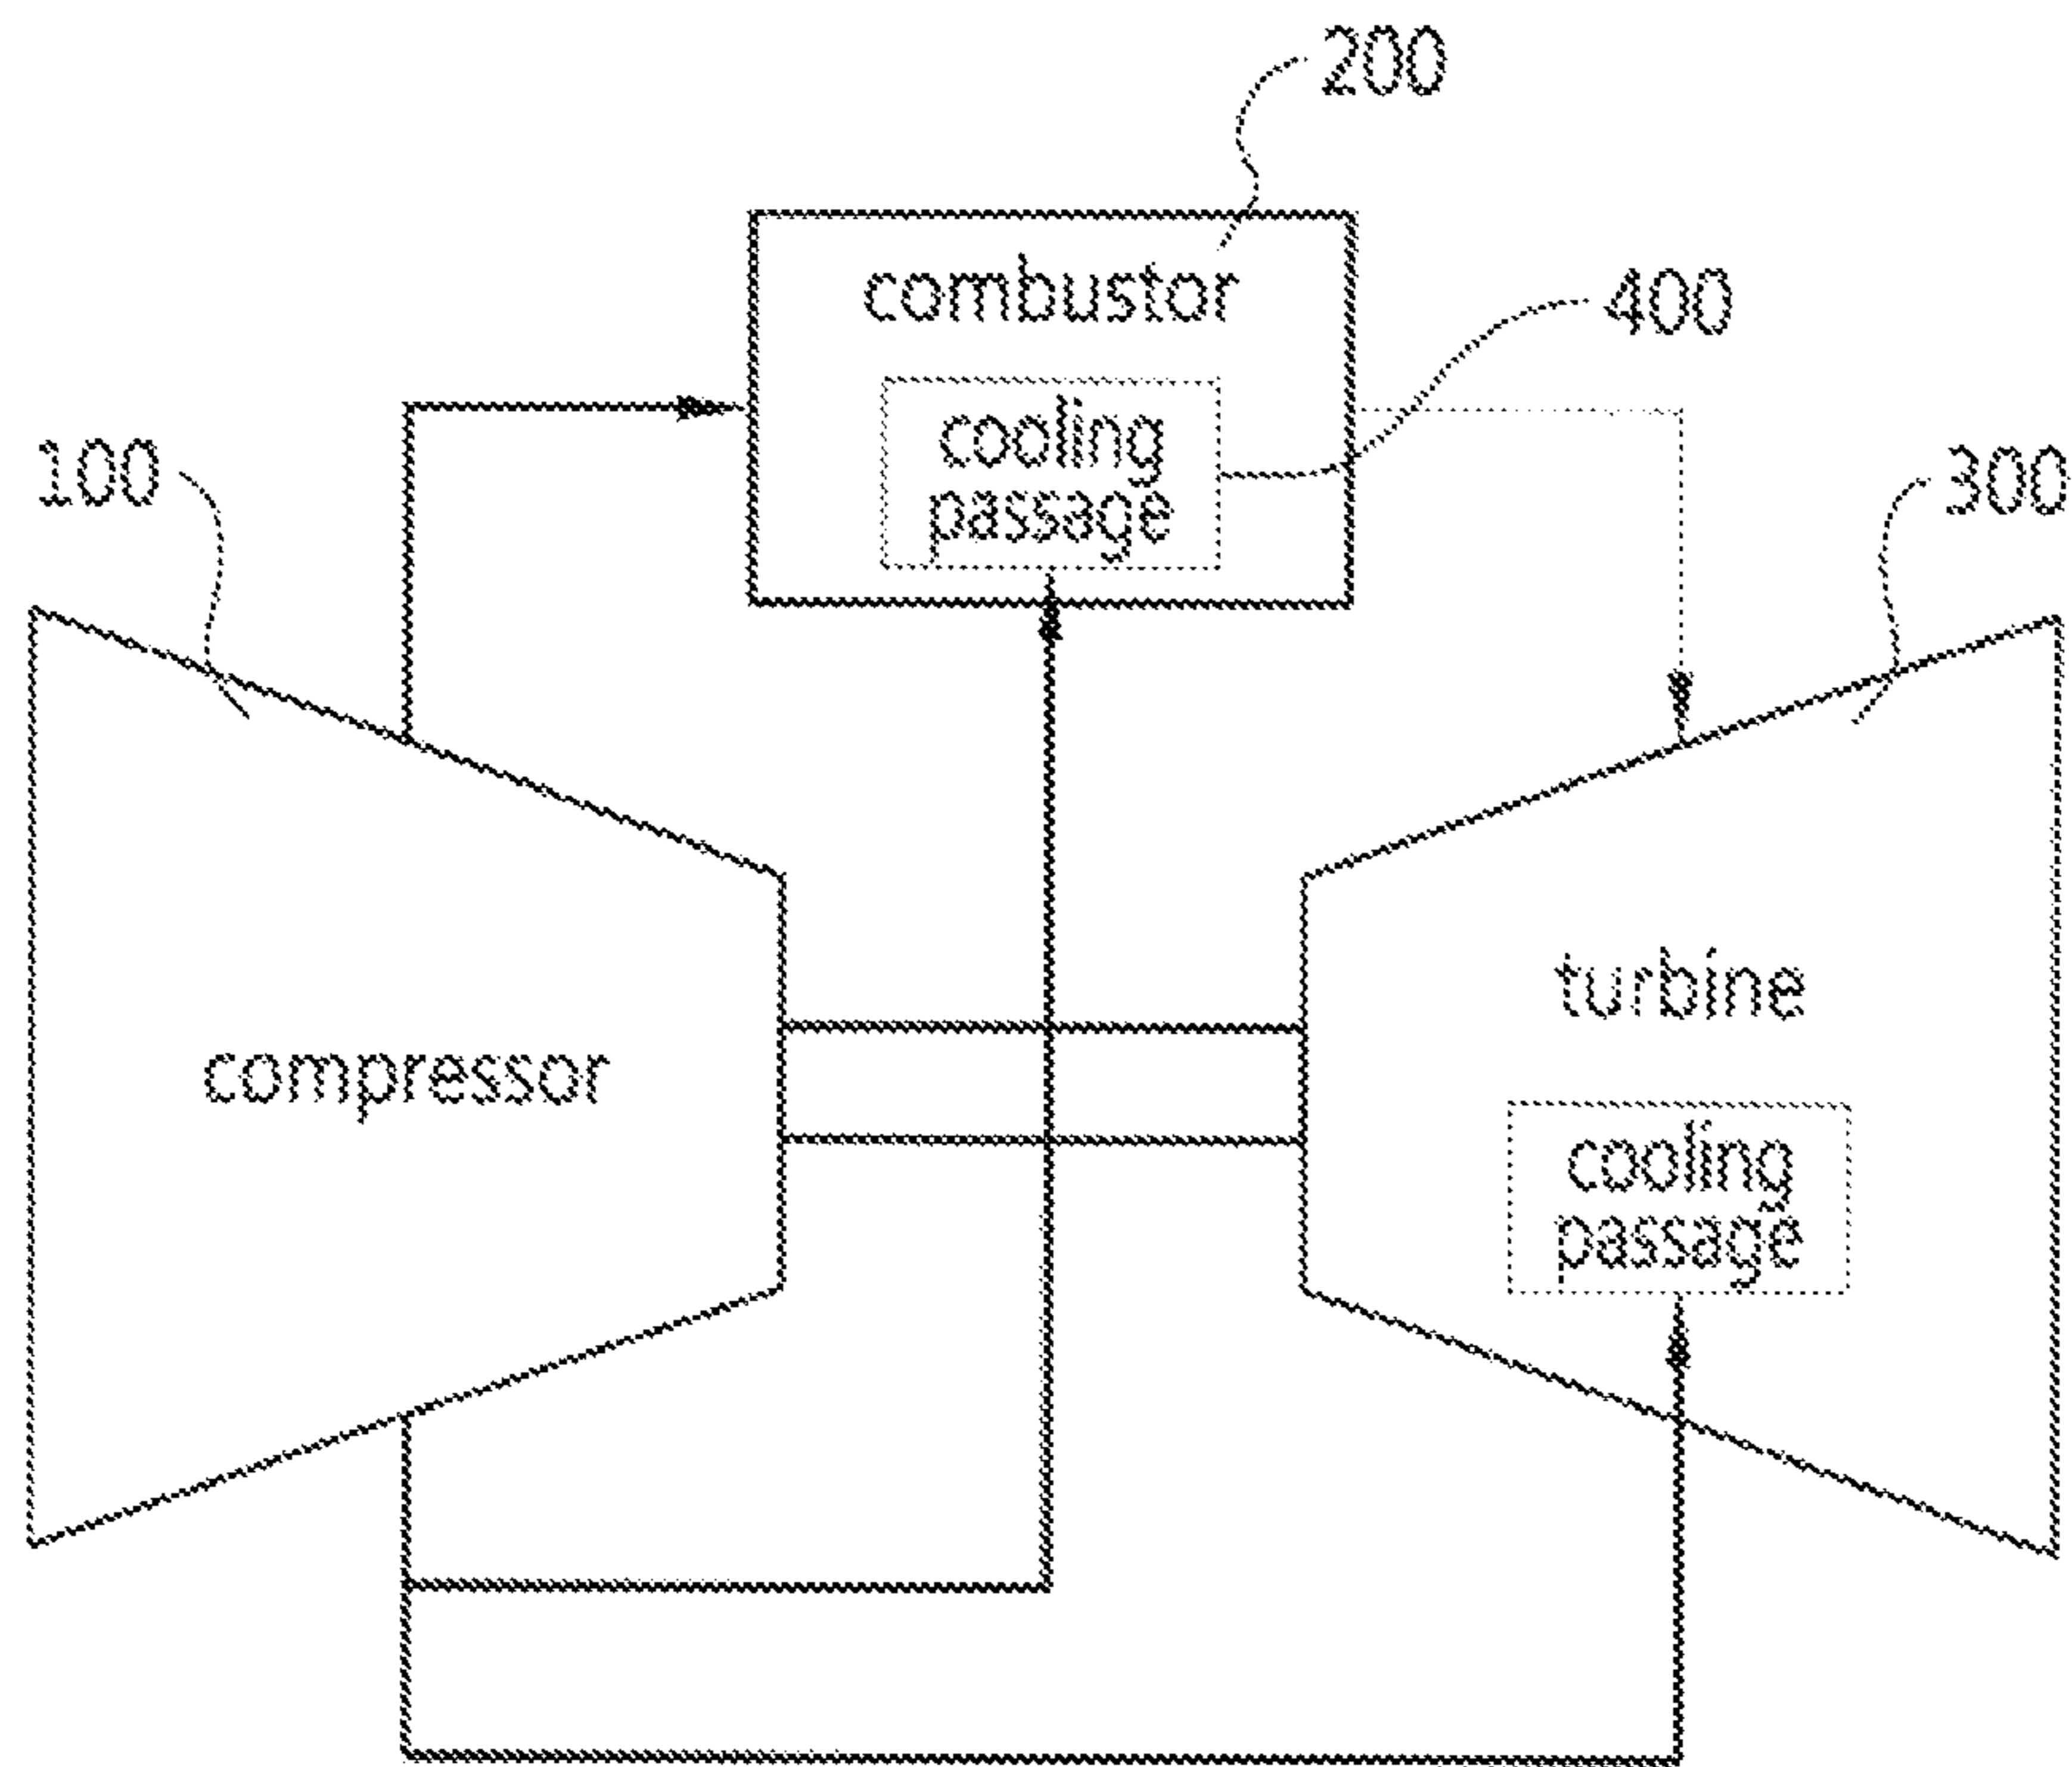 200
combustor
400
cooling
passage
100
300
turbine
compressor
cooling
passage